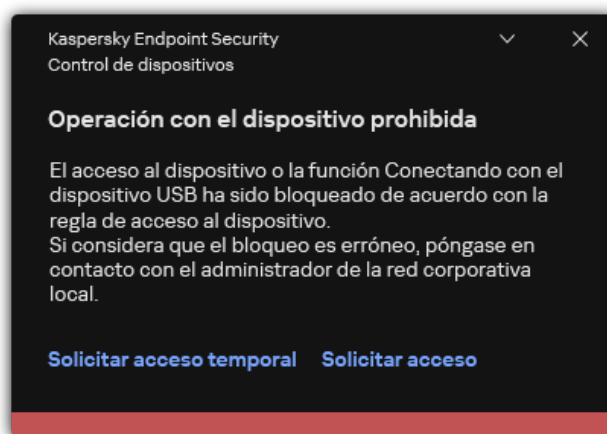 Kaspersky Endpoint Security
Control de dispositivos
Operación con el dispositivo prohibida
El acceso al dispositivo o la función Conectando con el
dispositivo USB ha sido bloqueado de acuerdo con la
regla de acceso al dispositivo.
Si considera que el bloqueo es erróneo, póngase en
contacto con el administrador de la red corporativa
local.
Solicitar acceso temporal Solicitar acceso